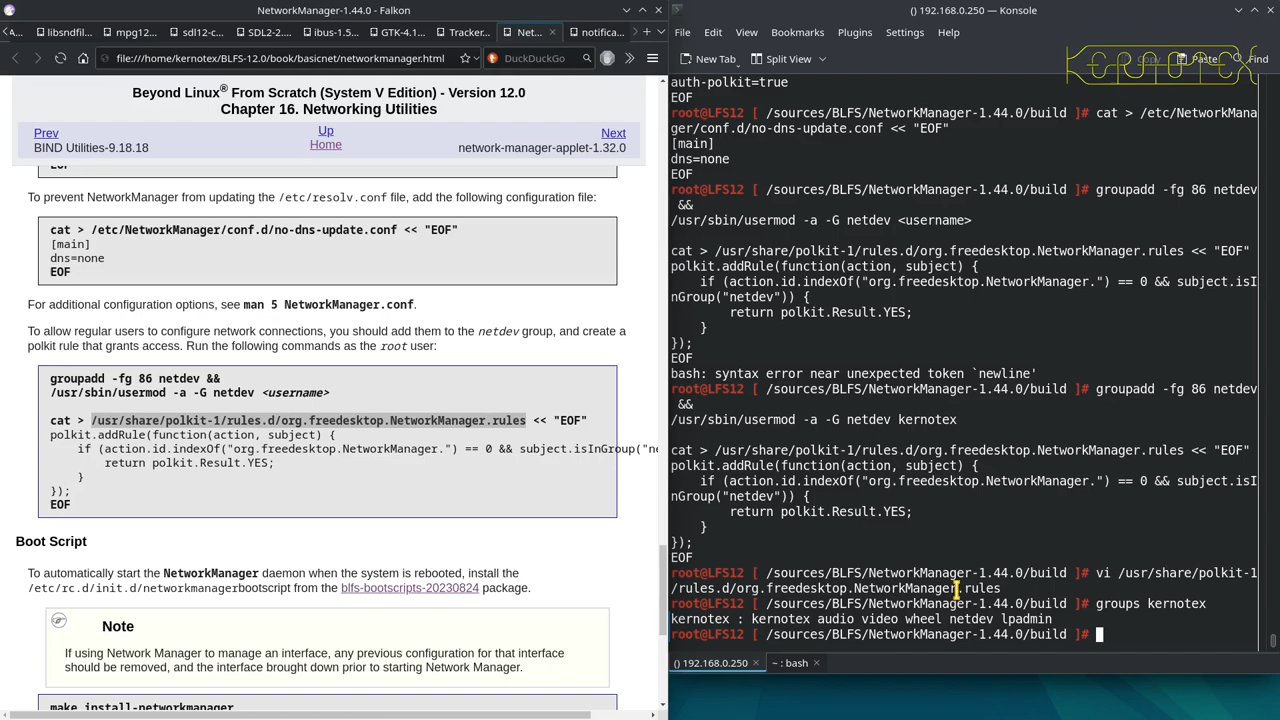 NetworkManager-1.44.0 - Falkon
libsndfil...
mpg12...
sdl12-c...
SDL2-2....
ibus-1.5...
GTK-4.1...
Tracker...
Net...
notifica...
file:///home/kernotex/BLFS-12.0/book/basicnet/networkmanager.html
DuckDuckGo
Beyond Linux® From Scratch (System V Edition) - Version 12.0
Chapter 16. Networking Utilities
Prev
Up
Next
BIND Utilities-9.18.18
Home
network-manager-applet-1.32.0
EOF
To prevent NetworkManager from updating the /etc/resolv.conf file, add the following configuration file:
cat > /etc/NetworkManager/conf.d/no-dns-update.conf << "EOF"
[main]
dns=none
EOF
For additional configuration options, see man 5 NetworkManager.conf.
To allow regular users to configure network connections, you should add them to the netdev group, and create a
polkit rule that grants access. Run the following commands as the root user:
groupadd -fg 86 netdev &&
/usr/sbin/usermod -a -G netdev <username>
cat > /usr/share/polkit-1/rules.d/org.freedesktop.NetworkManager.rules << "EOF"
polkit.addRule(function(action, subject) {
    if (action.id.indexOf("org.freedesktop.NetworkManager.") == 0 && subject.isInGroup("ne
        return polkit.Result.YES;
    }
});
EOF
Boot Script
To automatically start the NetworkManager daemon when the system is rebooted, install the
/etc/rc.d/init.d/networkmanagerbootscript from the blfs-bootscripts-20230824 package.
Note
If using Network Manager to manage an interface, any previous configuration for that interface
should be removed, and the interface brought down prior to starting Network Manager.
make install-networkmanager
() 192.168.0.250 — Konsole
File Edit View Bookmarks Plugins Settings Help
New Tab Split View Copy Paste Find
KERNOTEX
auth-polkit=true
EOF
root@LFS12 [ /sources/BLFS/NetworkManager-1.44.0/build ]# cat > /etc/NetworkMana
ger/conf.d/no-dns-update.conf << "EOF"
[main]
dns=none
EOF
root@LFS12 [ /sources/BLFS/NetworkManager-1.44.0/build ]# groupadd -fg 86 netdev
 &&
/usr/sbin/usermod -a -G netdev <username>
cat > /usr/share/polkit-1/rules.d/org.freedesktop.NetworkManager.rules << "EOF"
polkit.addRule(function(action, subject) {
    if (action.id.indexOf("org.freedesktop.NetworkManager.") == 0 && subject.isI
nGroup("netdev")) {
        return polkit.Result.YES;
    }
});
EOF
bash: syntax error near unexpected token `newline'
root@LFS12 [ /sources/BLFS/NetworkManager-1.44.0/build ]# groupadd -fg 86 netdev
 &&
/usr/sbin/usermod -a -G netdev kernotex
cat > /usr/share/polkit-1/rules.d/org.freedesktop.NetworkManager.rules << "EOF"
polkit.addRule(function(action, subject) {
    if (action.id.indexOf("org.freedesktop.NetworkManager.") == 0 && subject.isI
nGroup("netdev")) {
        return polkit.Result.YES;
    }
});
EOF
root@LFS12 [ /sources/BLFS/NetworkManager-1.44.0/build ]# vi /usr/share/polkit-1
/rules.d/org.freedesktop.NetworkManager.rules
root@LFS12 [ /sources/BLFS/NetworkManager-1.44.0/build ]# groups kernotex
kernotex : kernotex audio video wheel netdev lpadmin
root@LFS12 [ /sources/BLFS/NetworkManager-1.44.0/build ]#
() 192.168.0.250
~ : bash